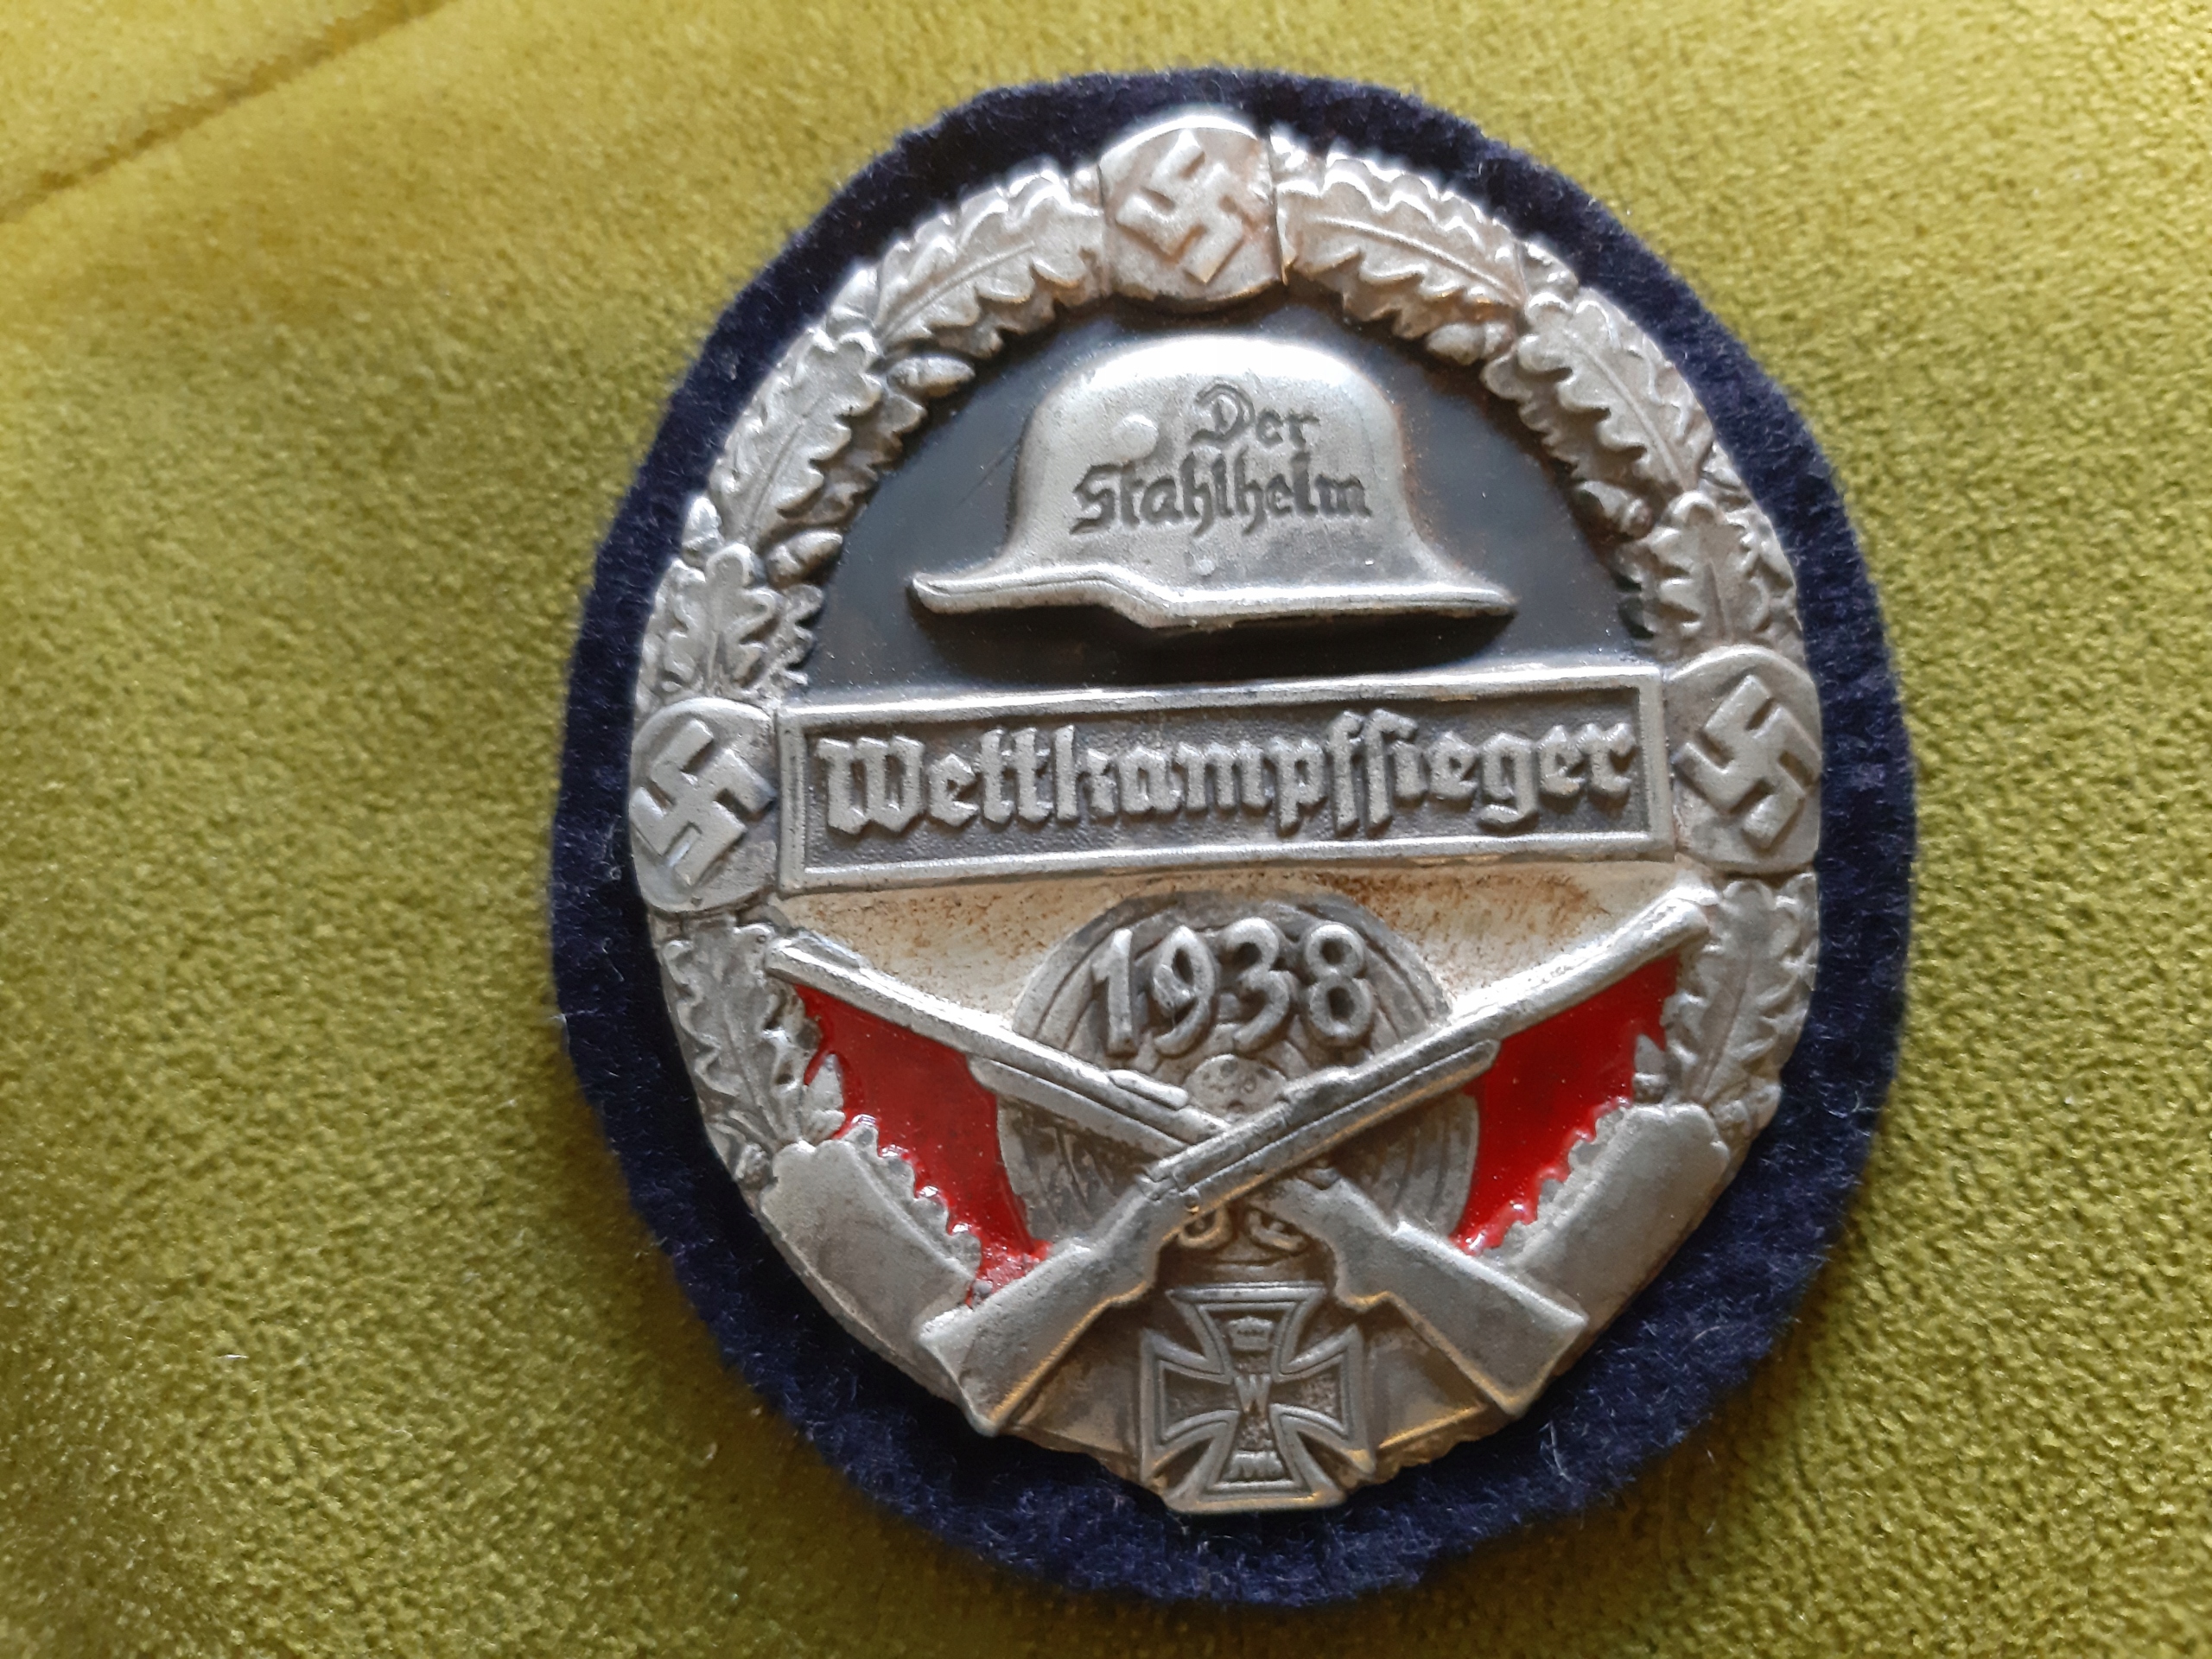 Der
Stahlhelm
Wettkampfsieger
1938
W